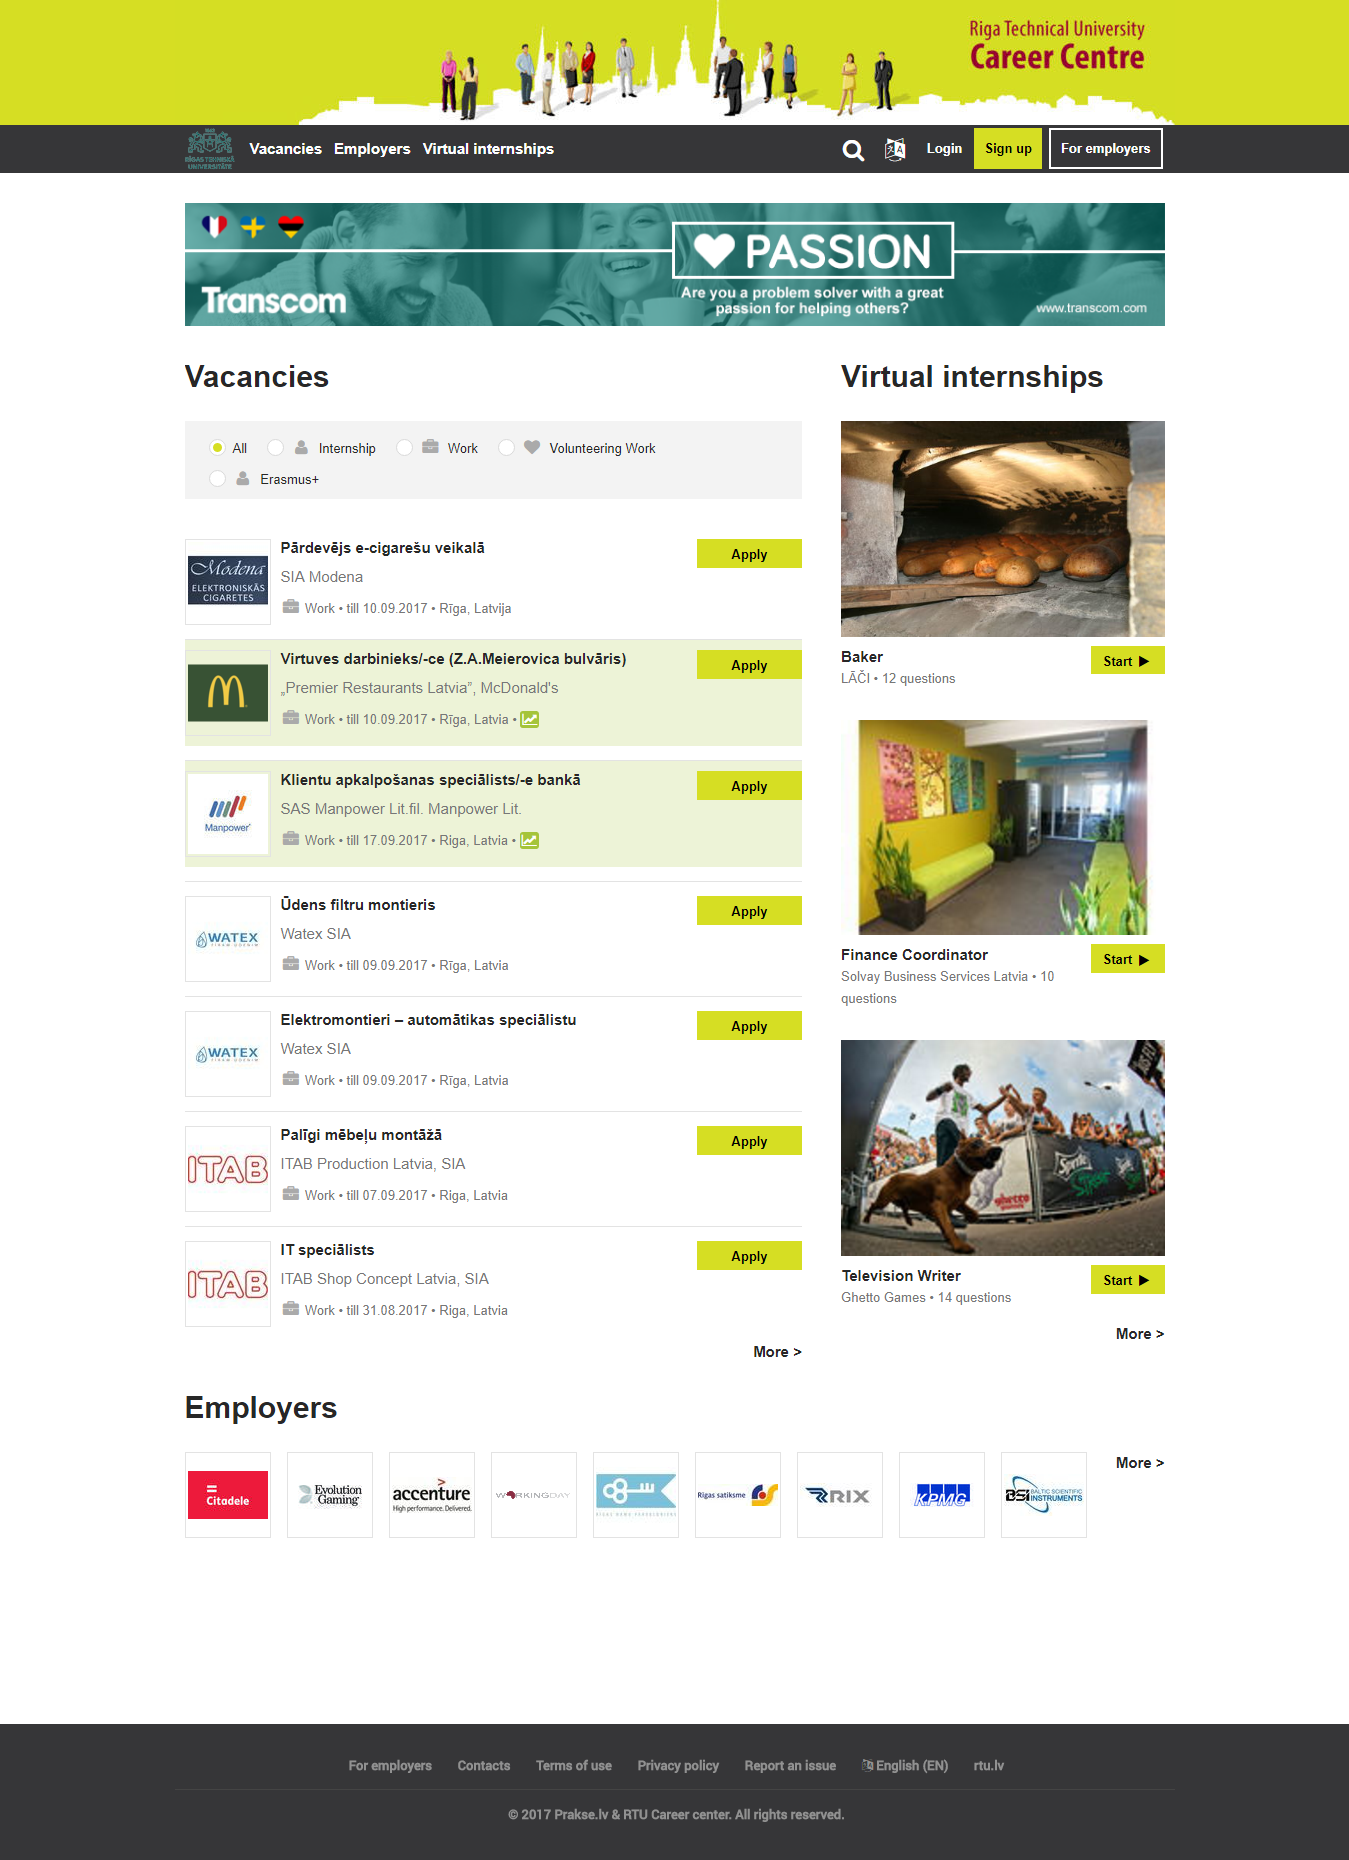 Riga Technical University
Career Centre
RĪGAS TEHNISKĀ
UNIVERSITĀTE
Vacancies Employers Virtual internships
Login Sign up For employers
PASSION
Transcom
Are you a problem solver with a great
passion for helping others?
www.transcom.com
Vacancies
All Internship Work Volunteering Work
Erasmus+
Modena
ELEKTRONISKĀS
CIGARETES
Pārdevējs e-cigarešu veikalā
Apply
SIA Modena
Work • till 10.09.2017 • Rīga, Latvija
Virtuves darbinieks/-ce (Z.A.Meierovica bulvāris)
Apply
„Premier Restaurants Latvia”, McDonald's
Work • till 10.09.2017 • Rīga, Latvia •
Manpower
Klientu apkalpošanas speciālists/-e bankā
Apply
SAS Manpower Lit.fil. Manpower Lit.
Work • till 17.09.2017 • Riga, Latvia •
WATEX
Ūdens filtru montieris
Apply
Watex SIA
Work • till 09.09.2017 • Rīga, Latvia
WATEX
Elektromontieri – automātikas speciālistu
Apply
Watex SIA
Work • till 09.09.2017 • Rīga, Latvia
ITAB
Palīgi mēbeļu montāžā
Apply
ITAB Production Latvia, SIA
Work • till 07.09.2017 • Riga, Latvia
ITAB
IT speciālists
Apply
ITAB Shop Concept Latvia, SIA
Work • till 31.08.2017 • Riga, Latvia
More >
Virtual internships
Baker
Start
LĀČI • 12 questions
Finance Coordinator
Start
Solvay Business Services Latvia • 10
questions
Sprite
Street
ghetto
Television Writer
Start
Ghetto Games • 14 questions
More >
Employers
Citadele
Evolution
Gaming
accenture
High performance. Delivered.
WORKINGDAY
RĪGAS NAMU PĀRVALDNIEKS
Rīgas satiksme
RIX
KPMG
BSI BALTIC SCIENTIFIC
INSTRUMENTS
More >
For employers Contacts Terms of use Privacy policy Report an issue English (EN) rtu.lv
© 2017 Prakse.lv & RTU Career center. All rights reserved.